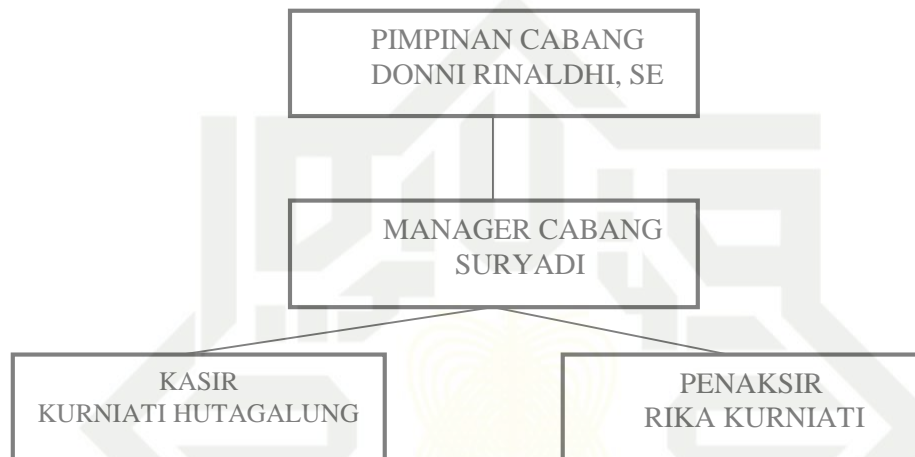 PIMPINAN CABANG
DONNI RINALDHI, SE
MANAGER CABANG
SURYADI
KASIR
KURNIATI HUTAGALUNG
PENAKSIR
RIKA KURNIATI